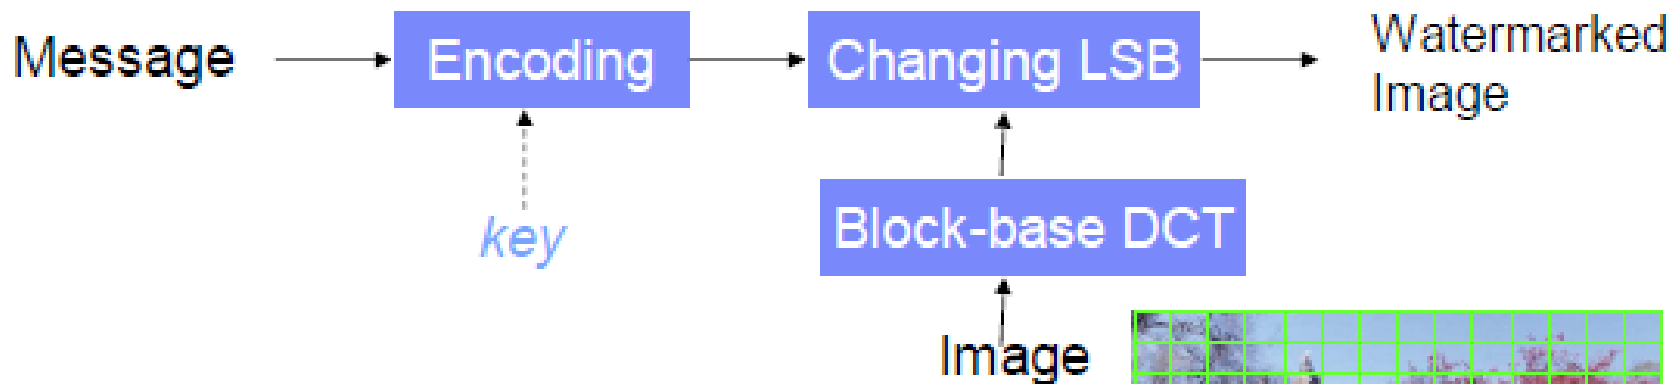 Message
Encoding
Changing LSB
Watermarked
Image
key
Block-base DCT
Image